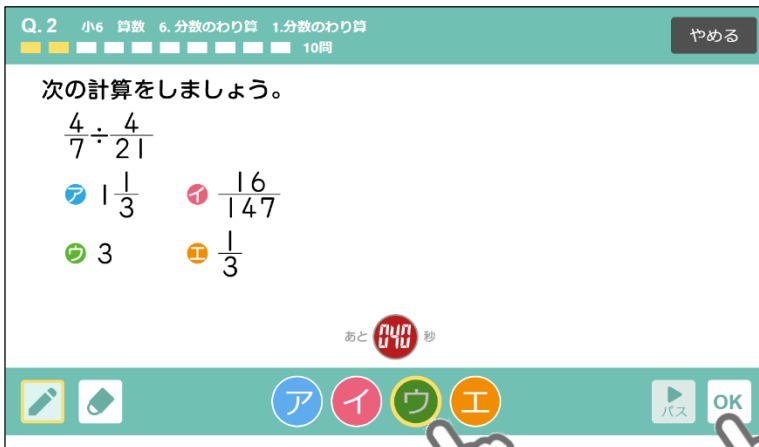 Q. 2 小6 算数 6. 分数のわり算 1.分数のわり算
10問
やめる
次の計算をしましょう。
4/7÷4/21
ア 1 1/3 イ 16/147
ウ 3 エ 1/3
あと 040 秒
ア イ ウ エ パス OK